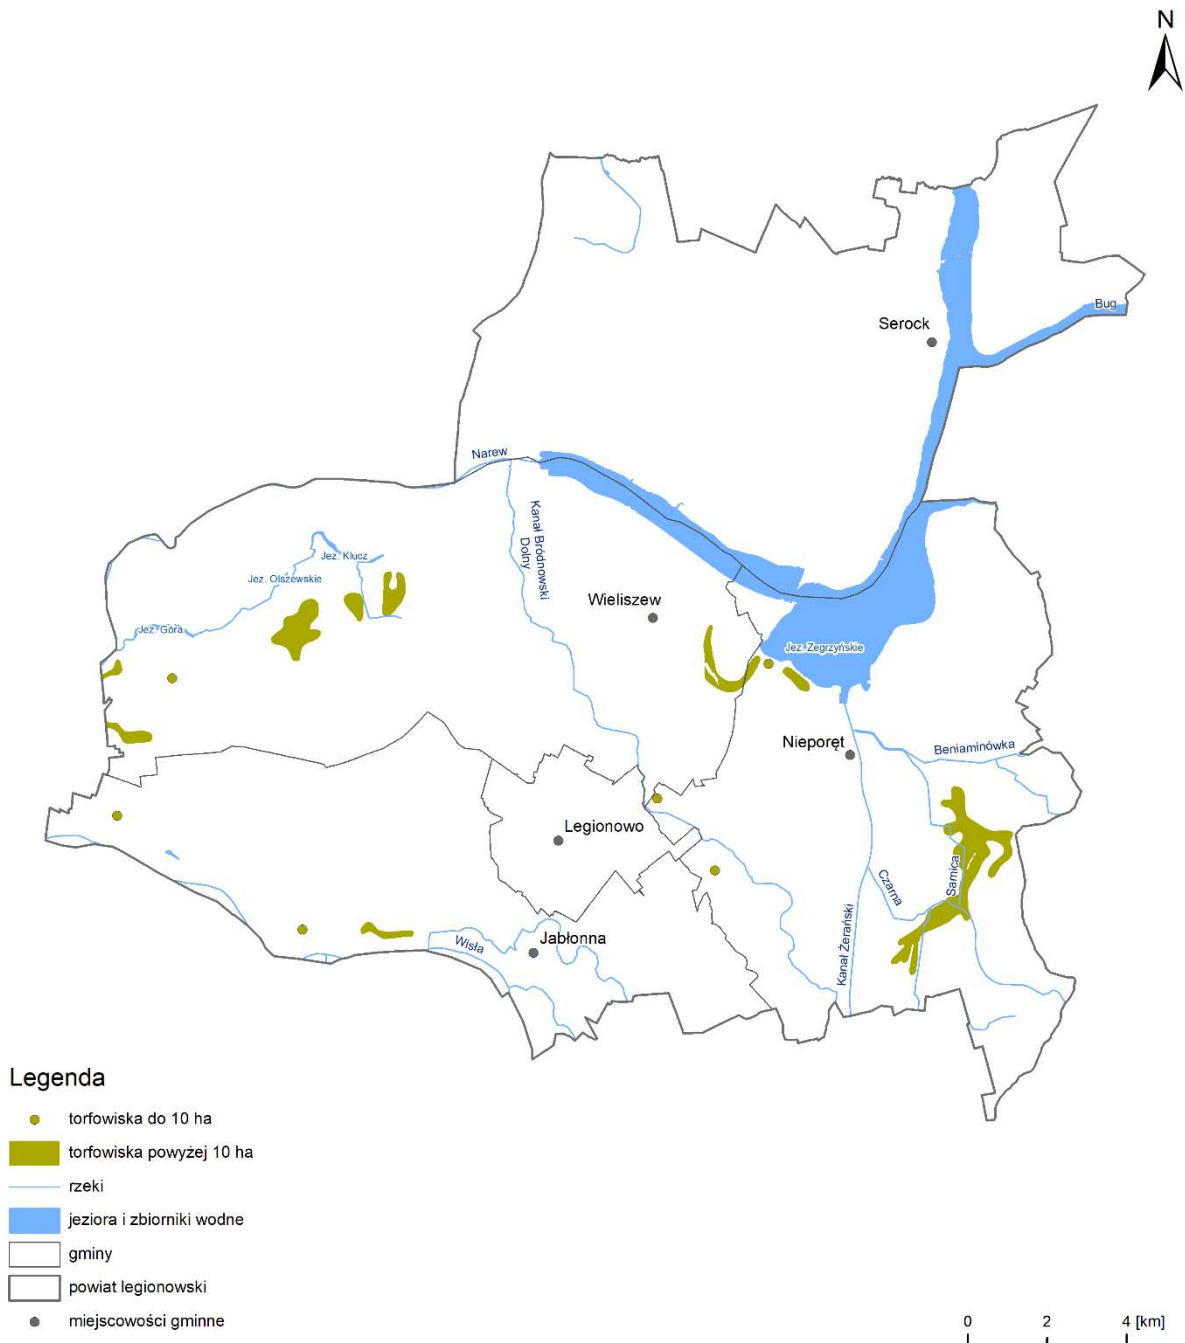 N
Bug
Serock
Narew
Kanał Bródnowski
Dolny
Jez. Klucz
Jez. Olszewskie
Wieliszew
Jez. Góra
Jez. Zegrzyńskie
Nieporęt
Beniaminówka
Legionowo
Czarna
Samica
Kanał Żerański
Wisła
Jabłonna
Legenda
torfowiska do 10 ha
torfowiska powyżej 10 ha
rzeki
jeziora i zbiorniki wodne
gminy
powiat legionowski
miejscowości gminne
0 2 4 [km]